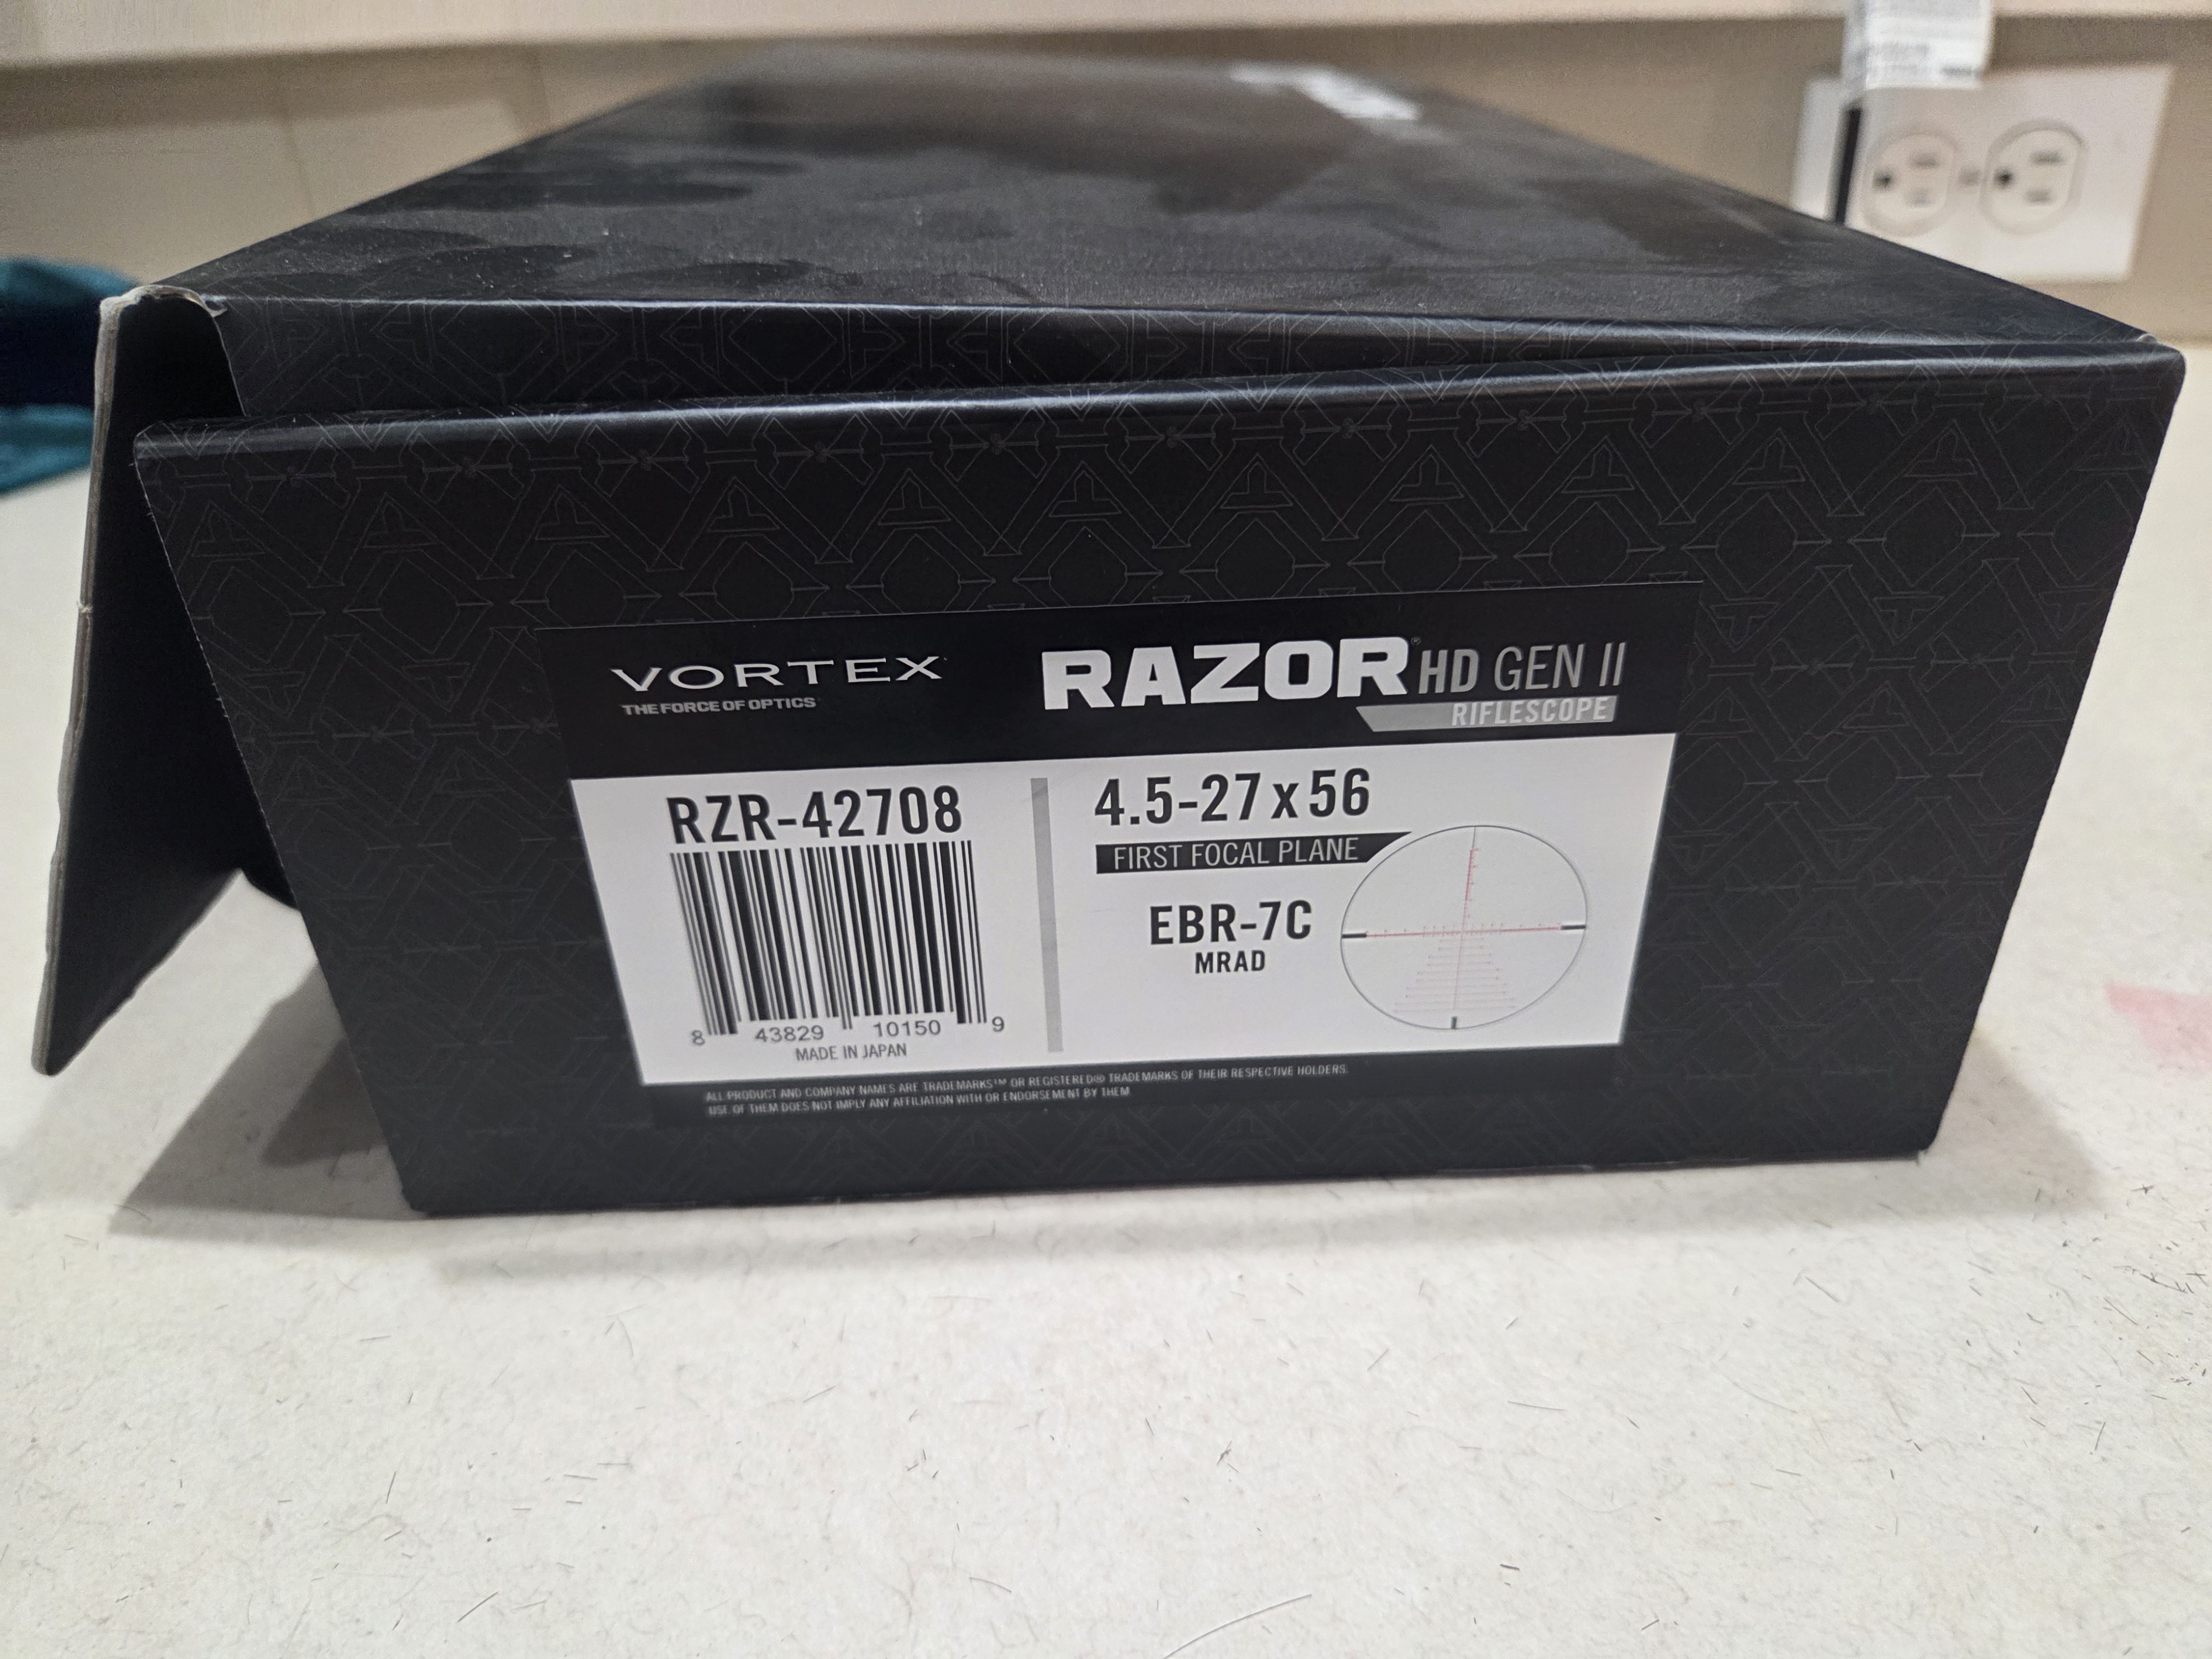 VORTEX
THE FORCE OF OPTICS
RAZOR® HD GEN II
RIFLESCOPE
RZR-42708
8 43829 10150 9
MADE IN JAPAN
4.5-27x56
FIRST FOCAL PLANE
EBR-7C
MRAD
ALL PRODUCT AND COMPANY NAMES ARE TRADEMARKS™ OR REGISTERED® TRADEMARKS OF THEIR RESPECTIVE HOLDERS.
USE OF THEM DOES NOT IMPLY ANY AFFILIATION WITH OR ENDORSEMENT BY THEM